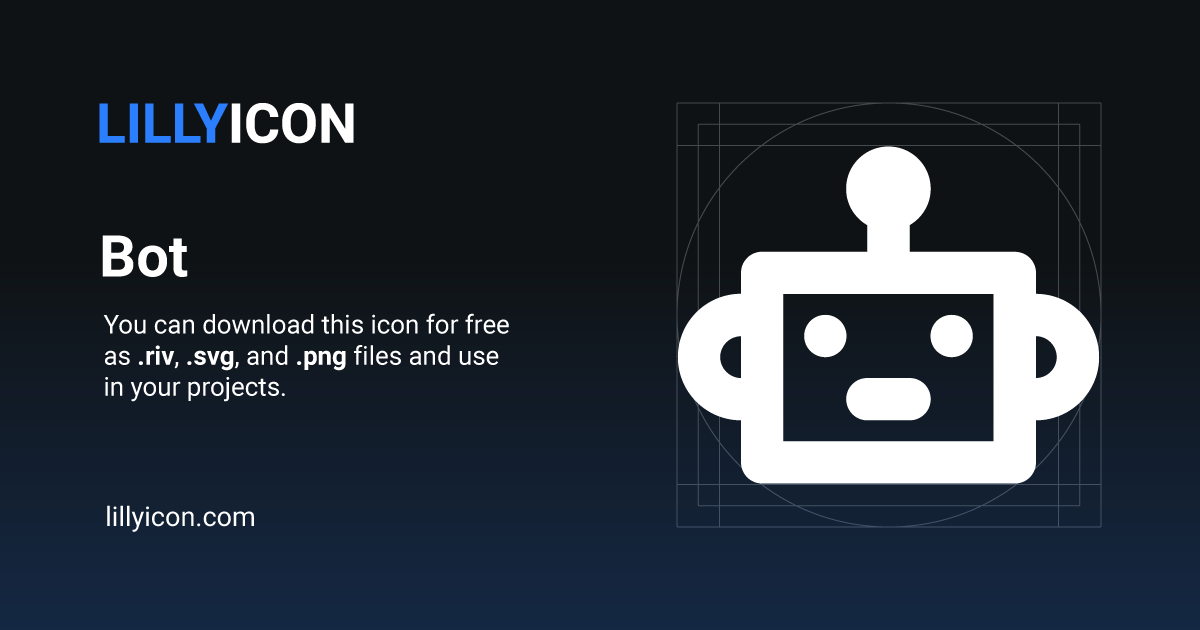 LILLYICON
Bot
You can download this icon for free
as .riv, .svg, and .png files and use
in your projects.
lillyicon.com